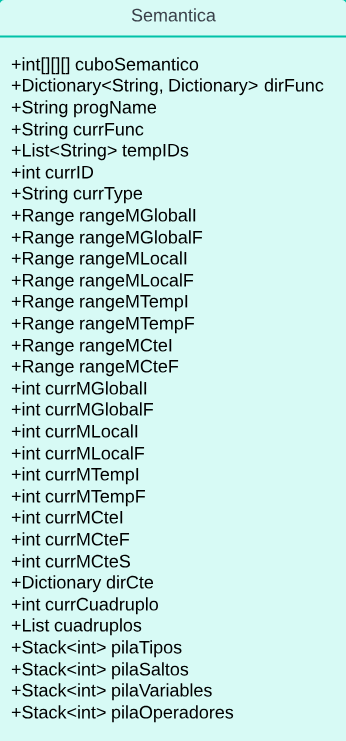 Semantica
+int[][][] cuboSemantico
+Dictionary<String, Dictionary> dirFunc
+String progName
+String currFunc
+List<String> tempIDs
+int currID
+String currType
+Range rangeMGlobalI
+Range rangeMGlobalF
+Range rangeMLocalI
+Range rangeMLocalF
+Range rangeMTempI
+Range rangeMTempF
+Range rangeMCteI
+Range rangeMCteF
+int currMGlobalI
+int currMGlobalF
+int currMLocalI
+int currMLocalF
+int currMTempI
+int currMTempF
+int currMCteI
+int currMCteF
+int currMCteS
+Dictionary dirCte
+int currCuadruplo
+List cuadruplos
+Stack<int> pilaTipos
+Stack<int> pilaSaltos
+Stack<int> pilaVariables
+Stack<int> pilaOperadores